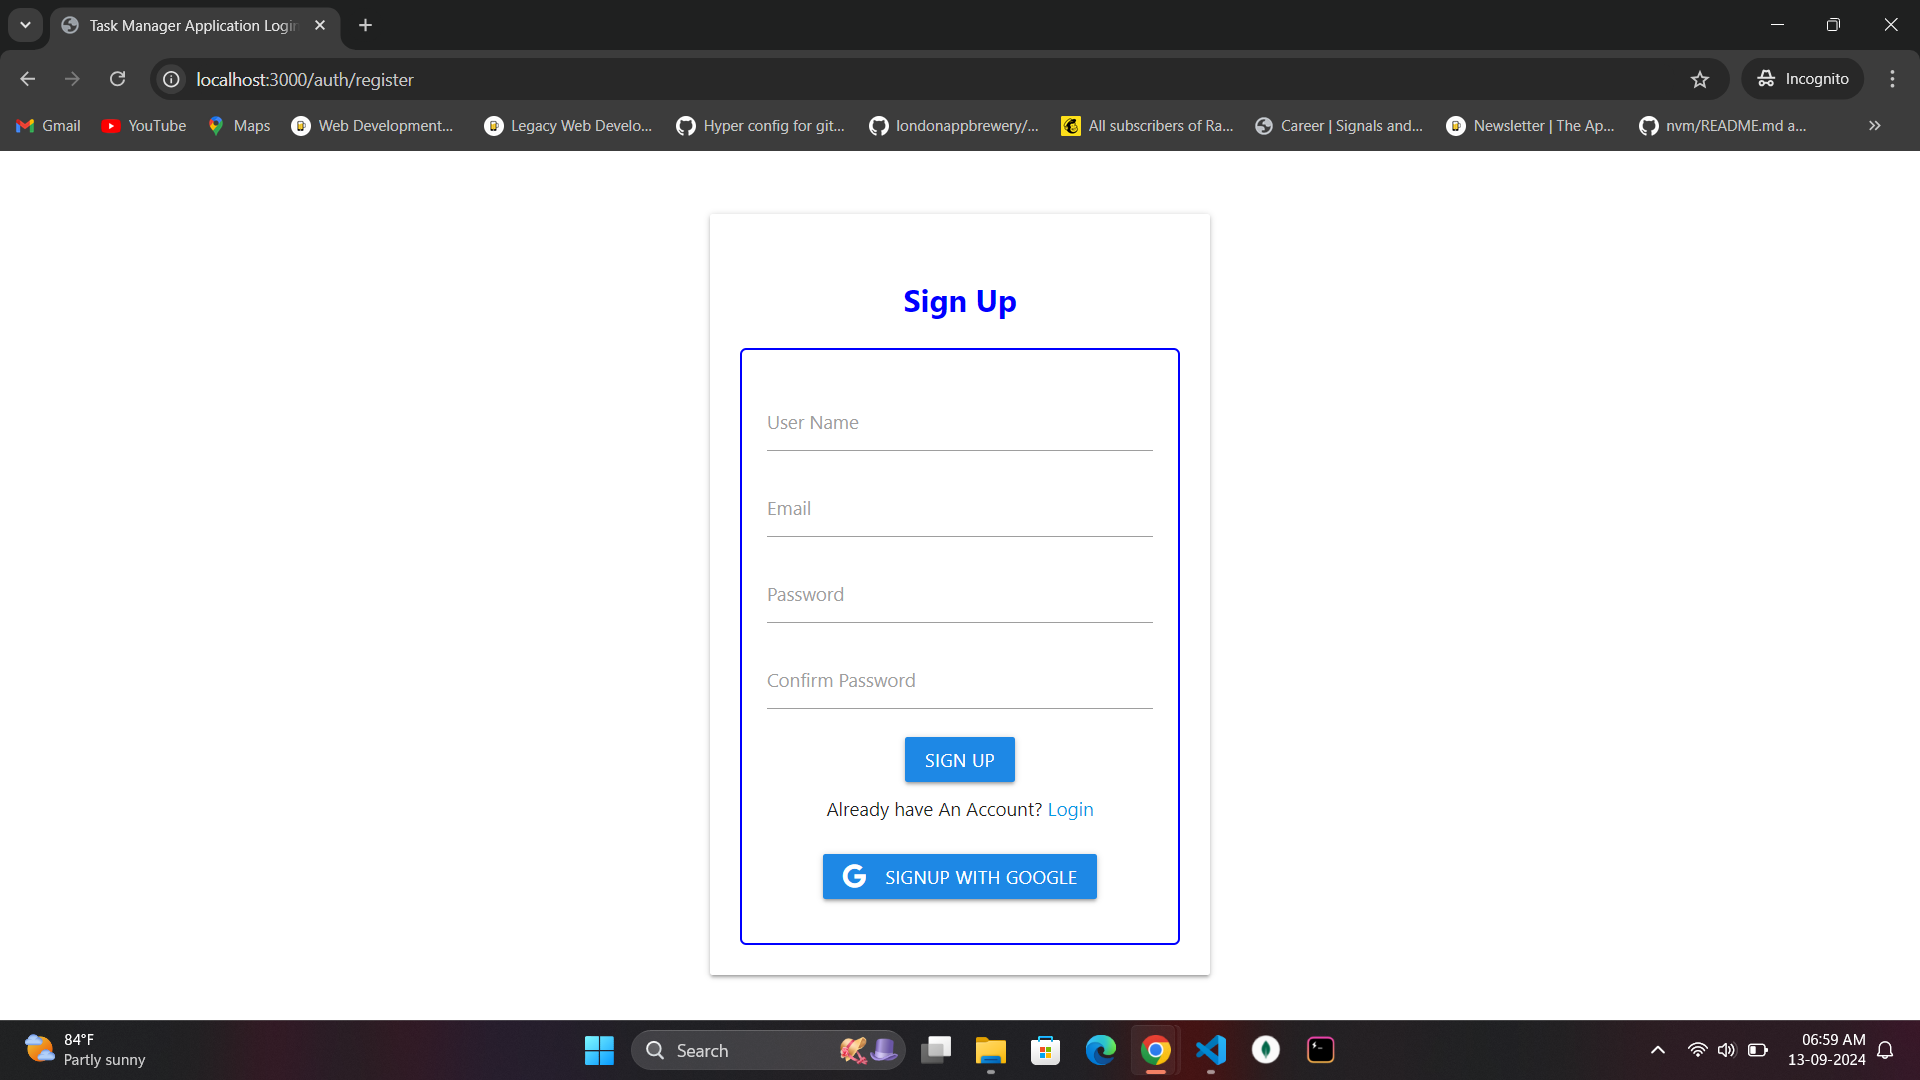 Task Manager Application Login
localhost:3000/auth/register
Incognito
Gmail
YouTube
Maps
Web Development...
Legacy Web Develo...
Hyper config for git...
londonappbrewery/...
All subscribers of Ra...
Career | Signals and...
Newsletter | The Ap...
nvm/README.md a...
Sign Up
User Name
Email
Password
Confirm Password
SIGN UP
Already have An Account? Login
SIGNUP WITH GOOGLE
84°F
Partly sunny
Search
06:59 AM
13-09-2024